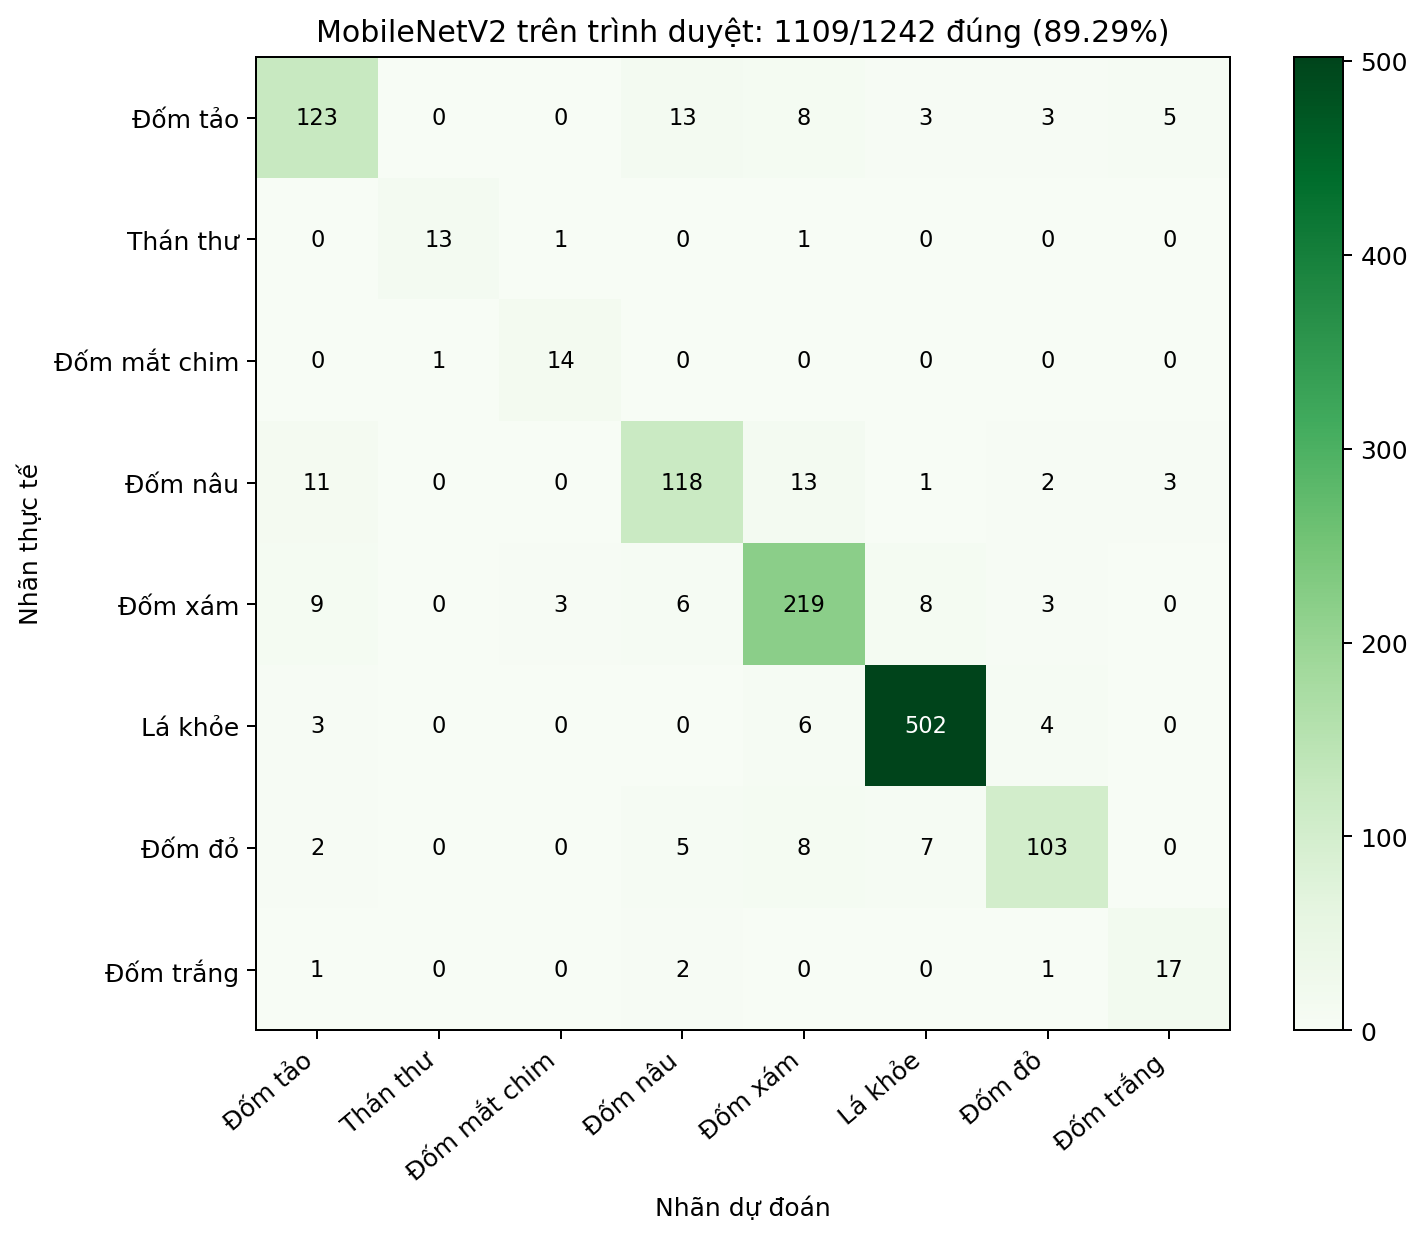 MobileNetV2 trên trình duyệt: 1109/1242 đúng (89.29%)
Nhãn thực tế
Đốm tảo 123 0 0 13 8 3 3 5
Thán thư 0 13 1 0 1 0 0 0
Đốm mắt chim 0 1 14 0 0 0 0 0
Đốm nâu 11 0 0 118 13 1 2 3
Đốm xám 9 0 3 6 219 8 3 0
Lá khỏe 3 0 0 0 6 502 4 0
Đốm đỏ 2 0 0 5 8 7 103 0
Đốm trắng 1 0 0 2 0 0 1 17
Đốm tảo Thán thư Đốm mắt chim Đốm nâu Đốm xám Lá khỏe Đốm đỏ Đốm trắng
Nhãn dự đoán
500
400
300
200
100
0